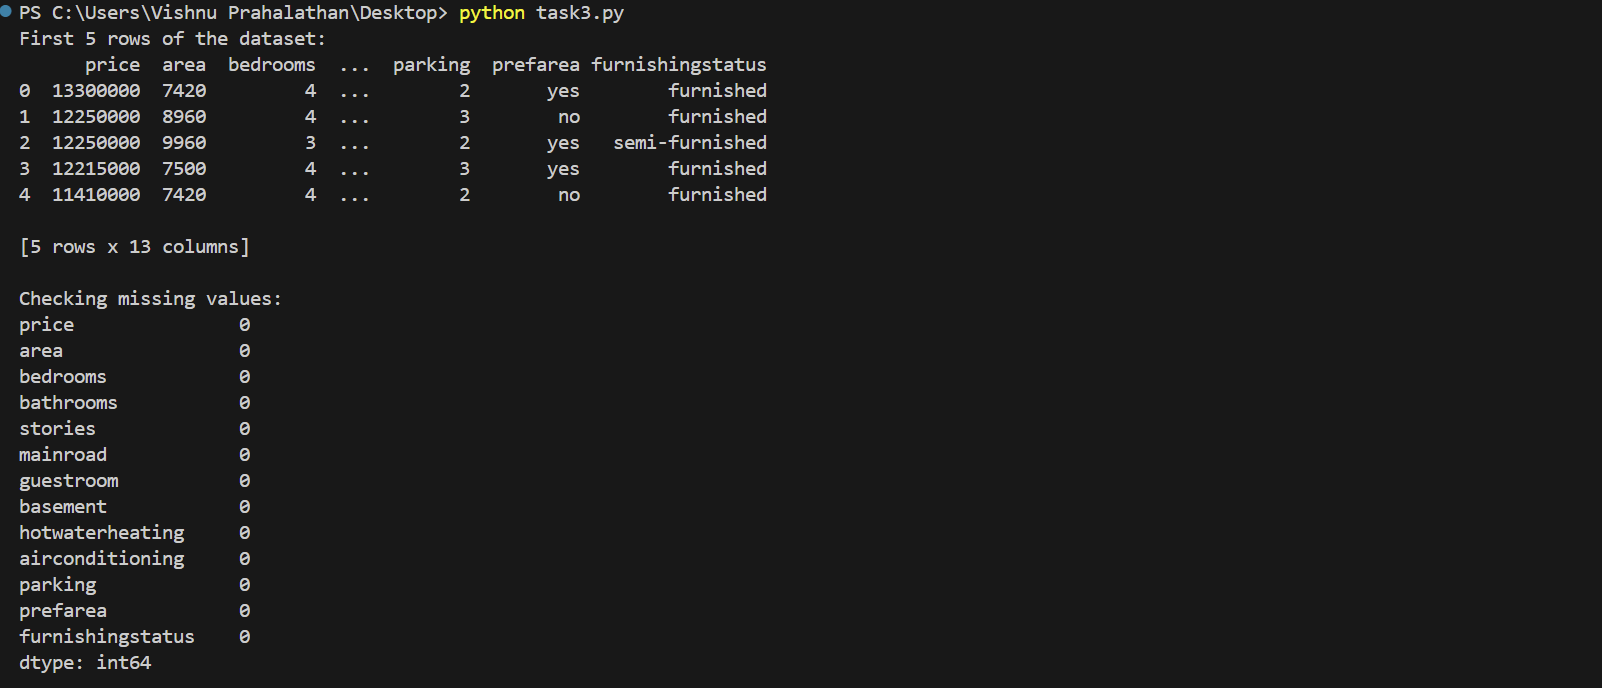 PS C:\Users\Vishnu Prahalathan\Desktop> python task3.py
First 5 rows of the dataset:
      price  area  bedrooms  ...  parking  prefarea furnishingstatus
0  13300000  7420         4  ...        2       yes        furnished
1  12250000  8960         4  ...        3        no        furnished
2  12250000  9960         3  ...        2       yes   semi-furnished
3  12215000  7500         4  ...        3       yes        furnished
4  11410000  7420         4  ...        2        no        furnished

[5 rows x 13 columns]

Checking missing values:
price               0
area                0
bedrooms            0
bathrooms           0
stories             0
mainroad            0
guestroom           0
basement            0
hotwaterheating     0
airconditioning     0
parking             0
prefarea            0
furnishingstatus    0
dtype: int64